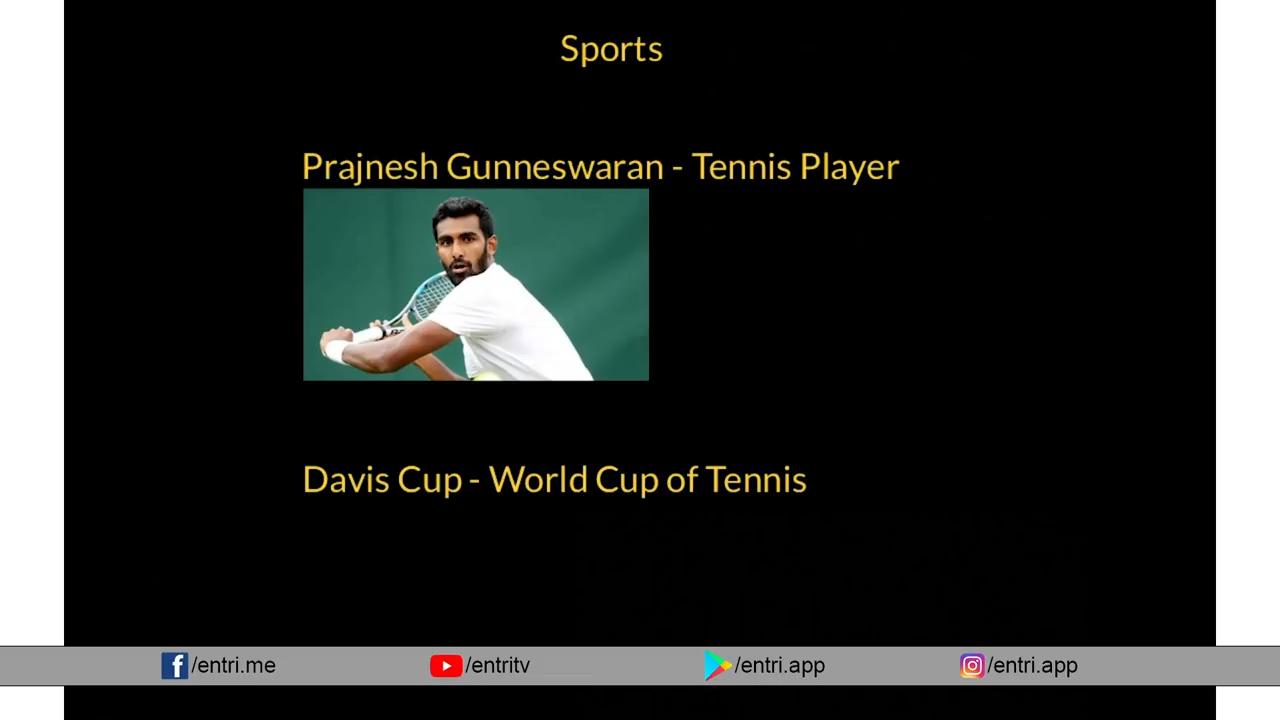 Sports
Prajnesh Gunneswaran - Tennis Player
Davis Cup - World Cup of Tennis
/entri.me /entritv /entri.app /entri.app